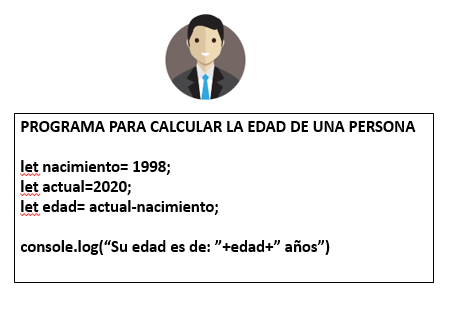 PROGRAMA PARA CALCULAR LA EDAD DE UNA PERSONA
let nacimiento= 1998;
let actual=2020;
let edad= actual-nacimiento;
console.log(“Su edad es de: ”+edad+” años”)